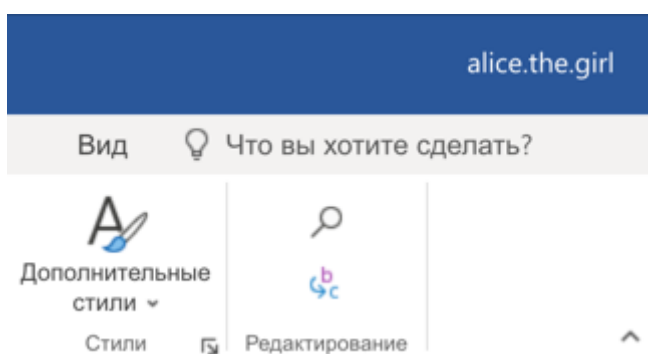 alice.the.girl
Вид Что вы хотите сделать?
Дополнительные
стили
b
c
Стили Редактирование